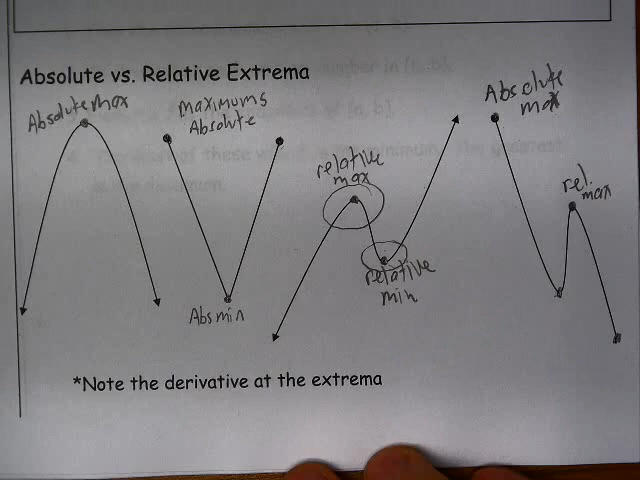 Absolute vs. Relative Extrema
Absolute max
maximums
Absolute
relative
max
Absolute
max
rel.
max
relative
min
Abs min
*Note the derivative at the extrema